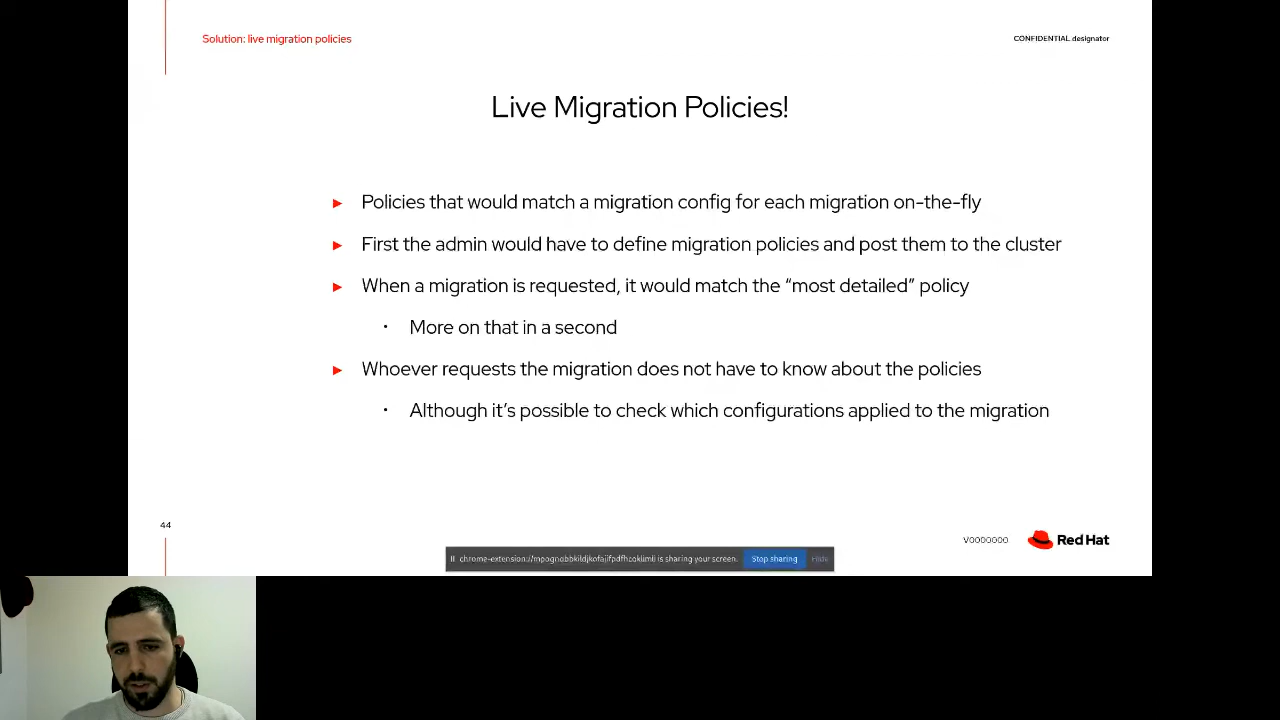 Solution: live migration policies
CONFIDENTIAL designator
Live Migration Policies!
► Policies that would match a migration config for each migration on-the-fly
► First the admin would have to define migration policies and post them to the cluster
► When a migration is requested, it would match the “most detailed” policy
• More on that in a second
► Whoever requests the migration does not have to know about the policies
• Although it’s possible to check which configurations applied to the migration
44
V0000000
Red Hat
is sharing your screen.
Stop sharing
Hide